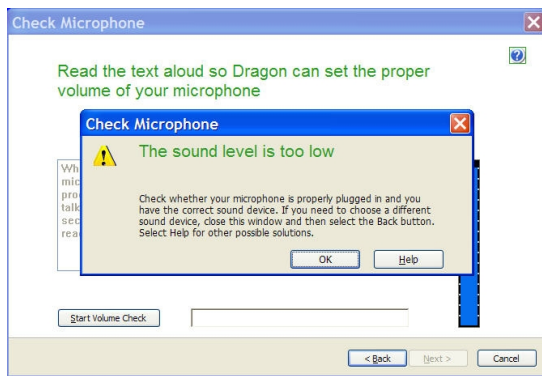 Check Microphone
Read the text aloud so Dragon can set the proper
volume of your microphone
Check Microphone
The sound level is too low
Check whether your microphone is properly plugged in and you
have the correct sound device. If you need to choose a different
sound device, close this window and then select the Back button.
Select Help for other possible solutions.
OK Help
Start Volume Check
< Back Next > Cancel